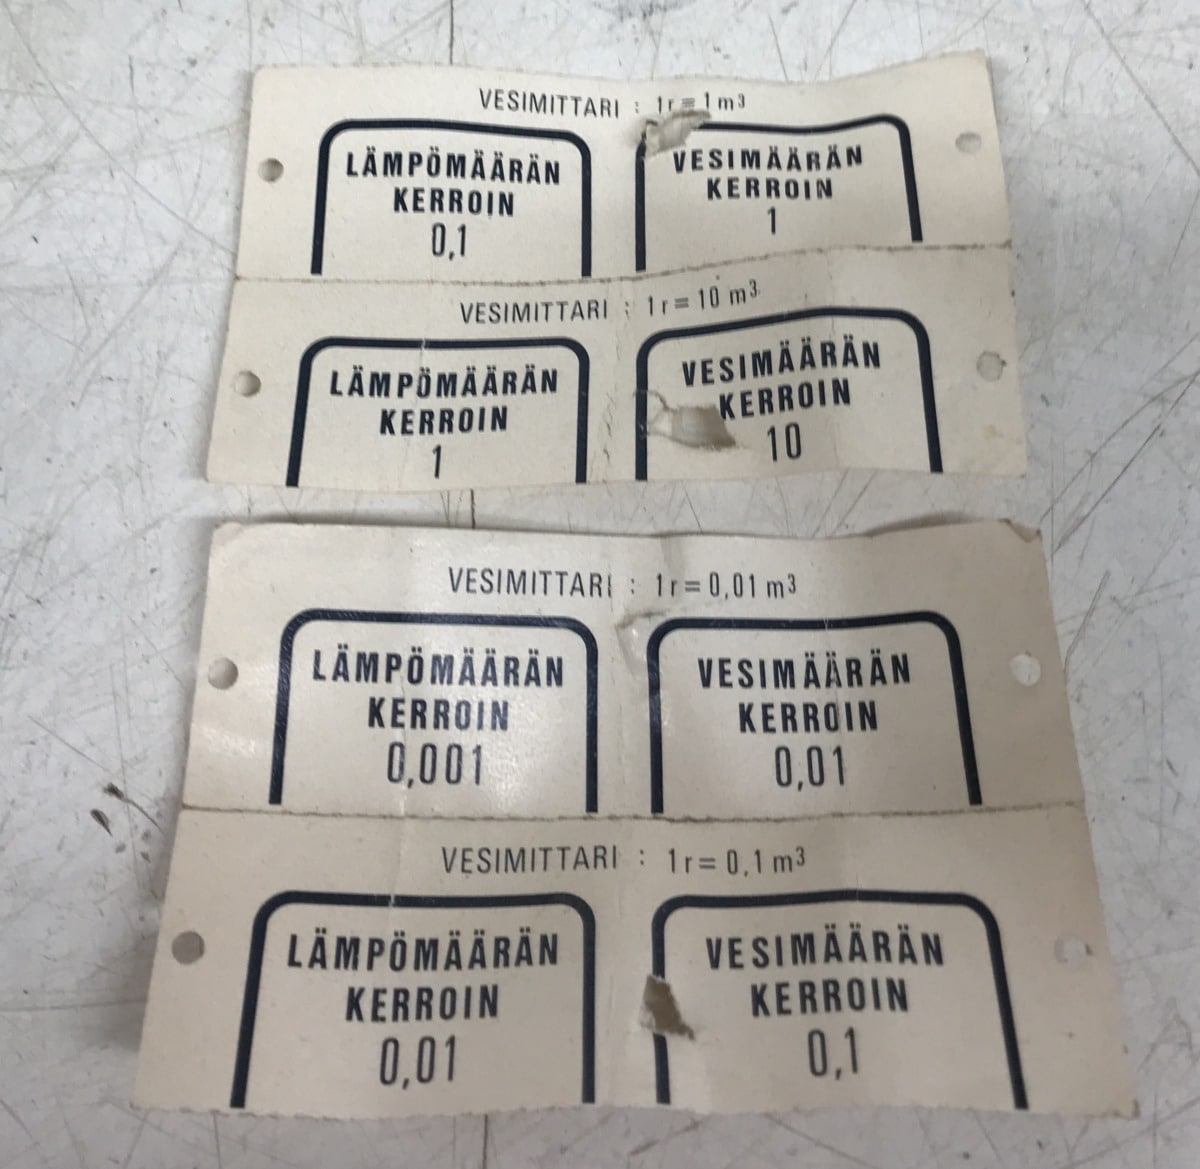 VESIMITTARI : 1r = 1 m³
LÄMPÖMÄÄRÄN
KERROIN
0,1
VESIMÄÄRÄN
KERROIN
1
VESIMITTARI : 1r = 10 m³
LÄMPÖMÄÄRÄN
KERROIN
1
VESIMÄÄRÄN
KERROIN
10
VESIMITTARI : 1r = 0,01 m³
LÄMPÖMÄÄRÄN
KERROIN
0,001
VESIMÄÄRÄN
KERROIN
0,01
VESIMITTARI : 1r = 0,1 m³
LÄMPÖMÄÄRÄN
KERROIN
0,01
VESIMÄÄRÄN
KERROIN
0,1